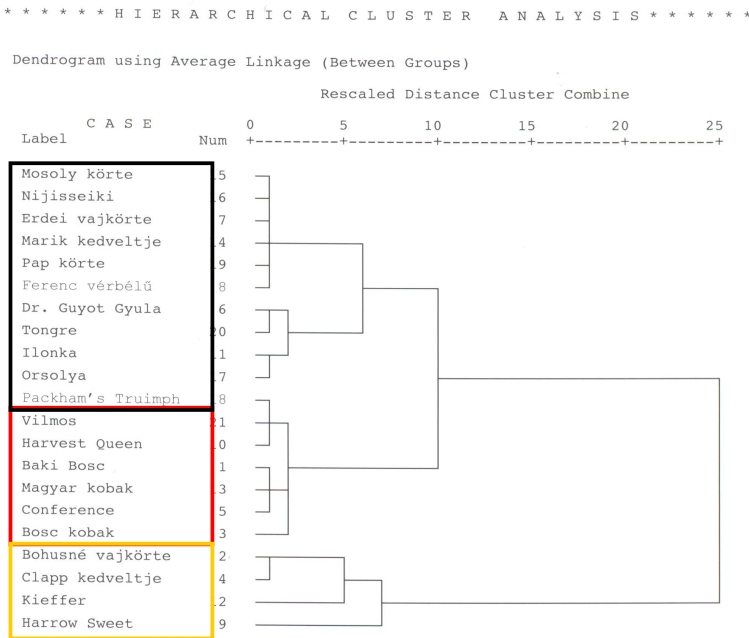 * * * * * * H I E R A R C H I C A L   C L U S T E R   A N A L Y S I S * * * * * *
Dendrogram using Average Linkage (Between Groups)
Rescaled Distance Cluster Combine
C A S E 0 5 10 15 20 25
Label Num +---------+---------+---------+---------+---------+
Mosoly körte 15
Nijisseiki 16
Erdei vajkörte 7
Marik kedveltje 14
Pap körte 19
Ferenc vérbélű 8
Dr. Guyot Gyula 6
Tongre 20
Ilonka 11
Orsolya 17
Packham's Truimph 18
Vilmos 21
Harvest Queen 10
Baki Bosc 1
Magyar kobak 13
Conference 5
Bosc kobak 3
Bohusné vajkörte 2
Clapp kedveltje 4
Kieffer 12
Harrow Sweet 9